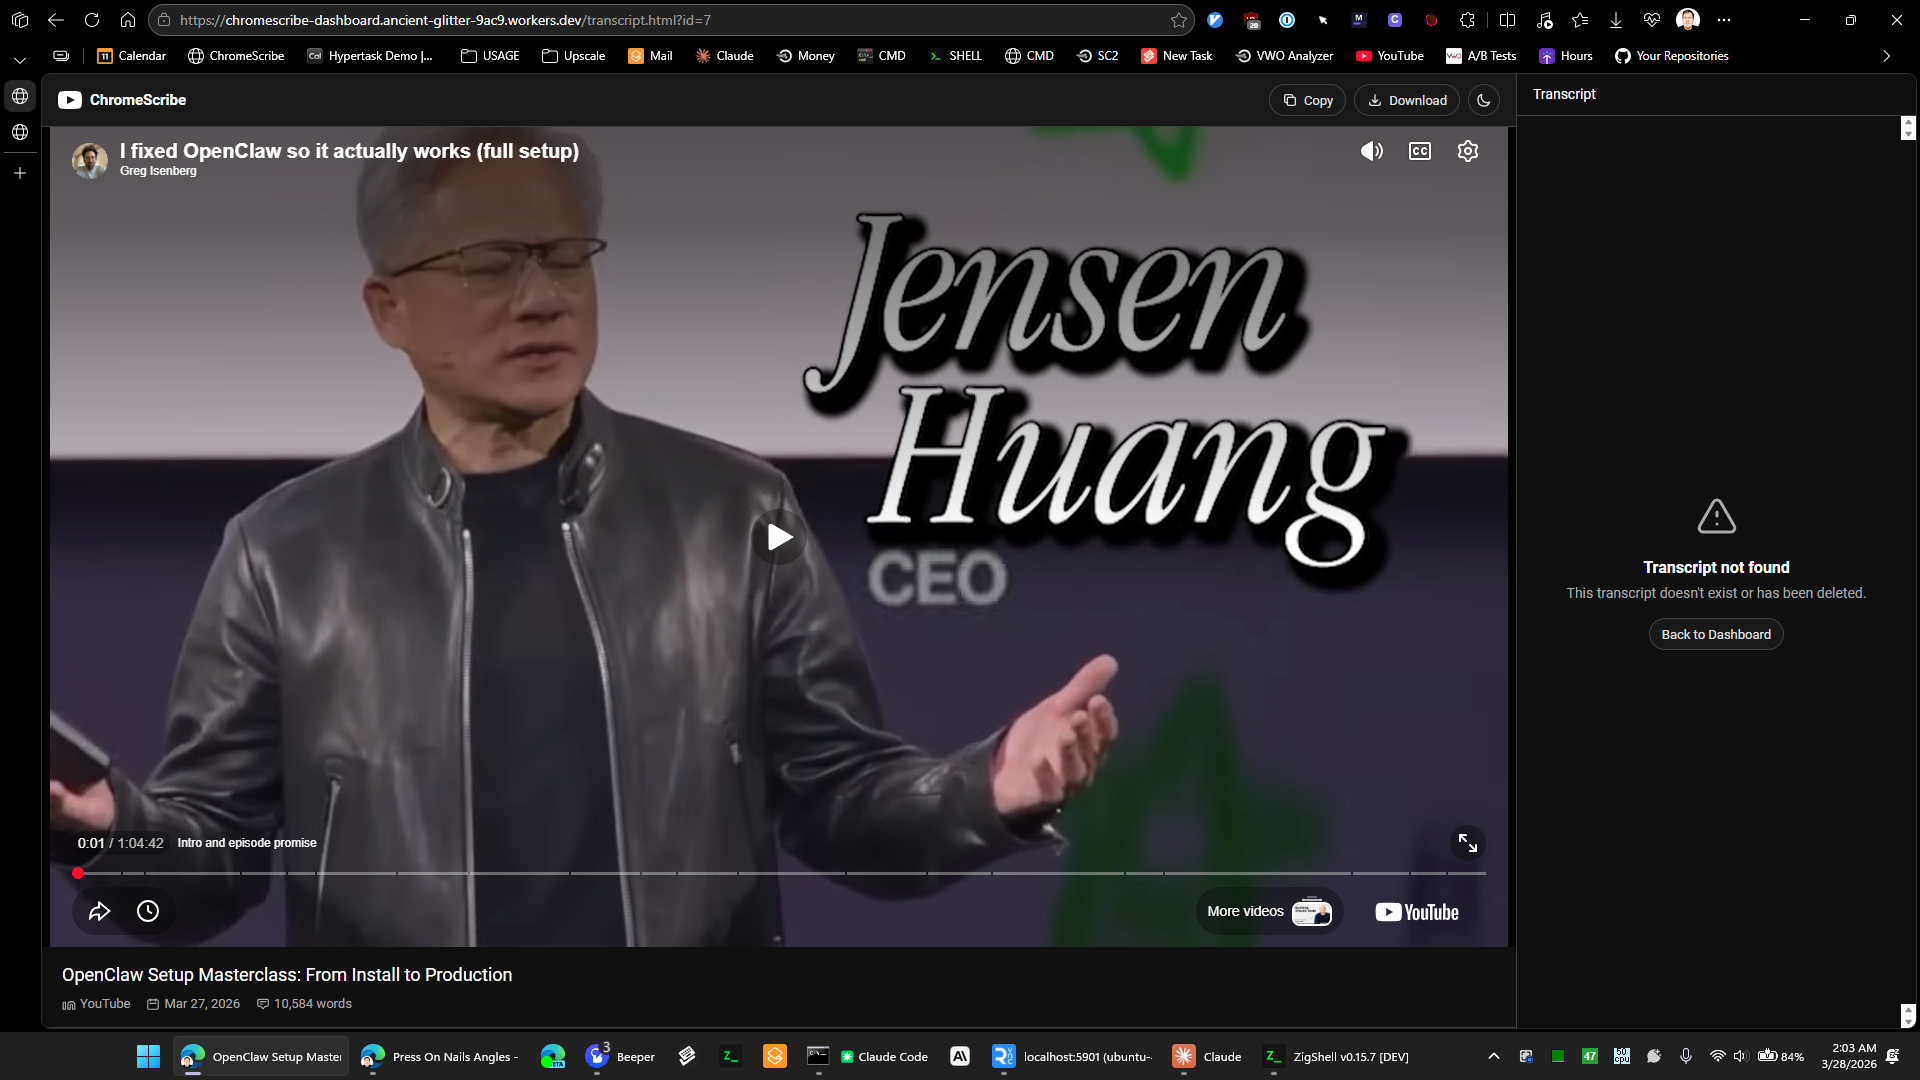 https://chromescribe-dashboard.ancient-glitter-9ac9.workers.dev/transcript.html?id=7
20
M
C
Calendar
ChromeScribe
Cal
Hypertask Demo |...
USAGE
Upscale
Mail
Claude
Money
CMD
SHELL
CMD
SC2
New Task
VWO Analyzer
YouTube
A/B Tests
Hours
Your Repositories
ChromeScribe
Copy
Download
Transcript
I fixed OpenClaw so it actually works (full setup)
Greg Isenberg
CC
Jensen
Huang
CEO
Transcript not found
This transcript doesn't exist or has been deleted.
Back to Dashboard
0:01 / 1:04:42
Intro and episode promise
More videos
YouTube
OpenClaw Setup Masterclass: From Install to Production
YouTube
Mar 27, 2026
10,584 words
OpenClaw Setup Master
Press On Nails Angles -
BETA
3
Beeper
Claude Code
localhost:5901 (ubuntu-
Claude
ZigShell v0.15.7 [DEV]
47
84%
2:03 AM
3/28/2026